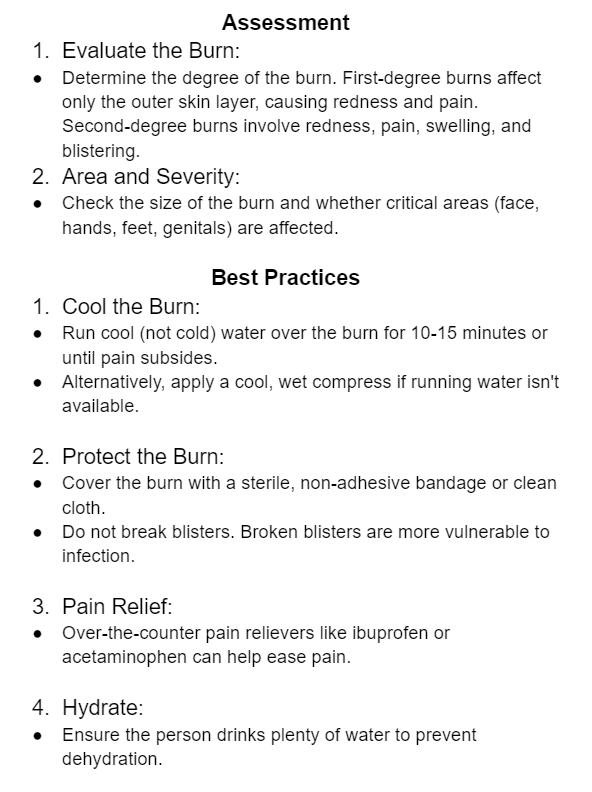 Assessment
1. Evaluate the Burn:
● Determine the degree of the burn. First-degree burns affect
only the outer skin layer, causing redness and pain.
Second-degree burns involve redness, pain, swelling, and
blistering.
2. Area and Severity:
● Check the size of the burn and whether critical areas (face,
hands, feet, genitals) are affected.
Best Practices
1. Cool the Burn:
● Run cool (not cold) water over the burn for 10-15 minutes or
until pain subsides.
● Alternatively, apply a cool, wet compress if running water isn't
available.
2. Protect the Burn:
● Cover the burn with a sterile, non-adhesive bandage or clean
cloth.
● Do not break blisters. Broken blisters are more vulnerable to
infection.
3. Pain Relief:
● Over-the-counter pain relievers like ibuprofen or
acetaminophen can help ease pain.
4. Hydrate:
● Ensure the person drinks plenty of water to prevent
dehydration.